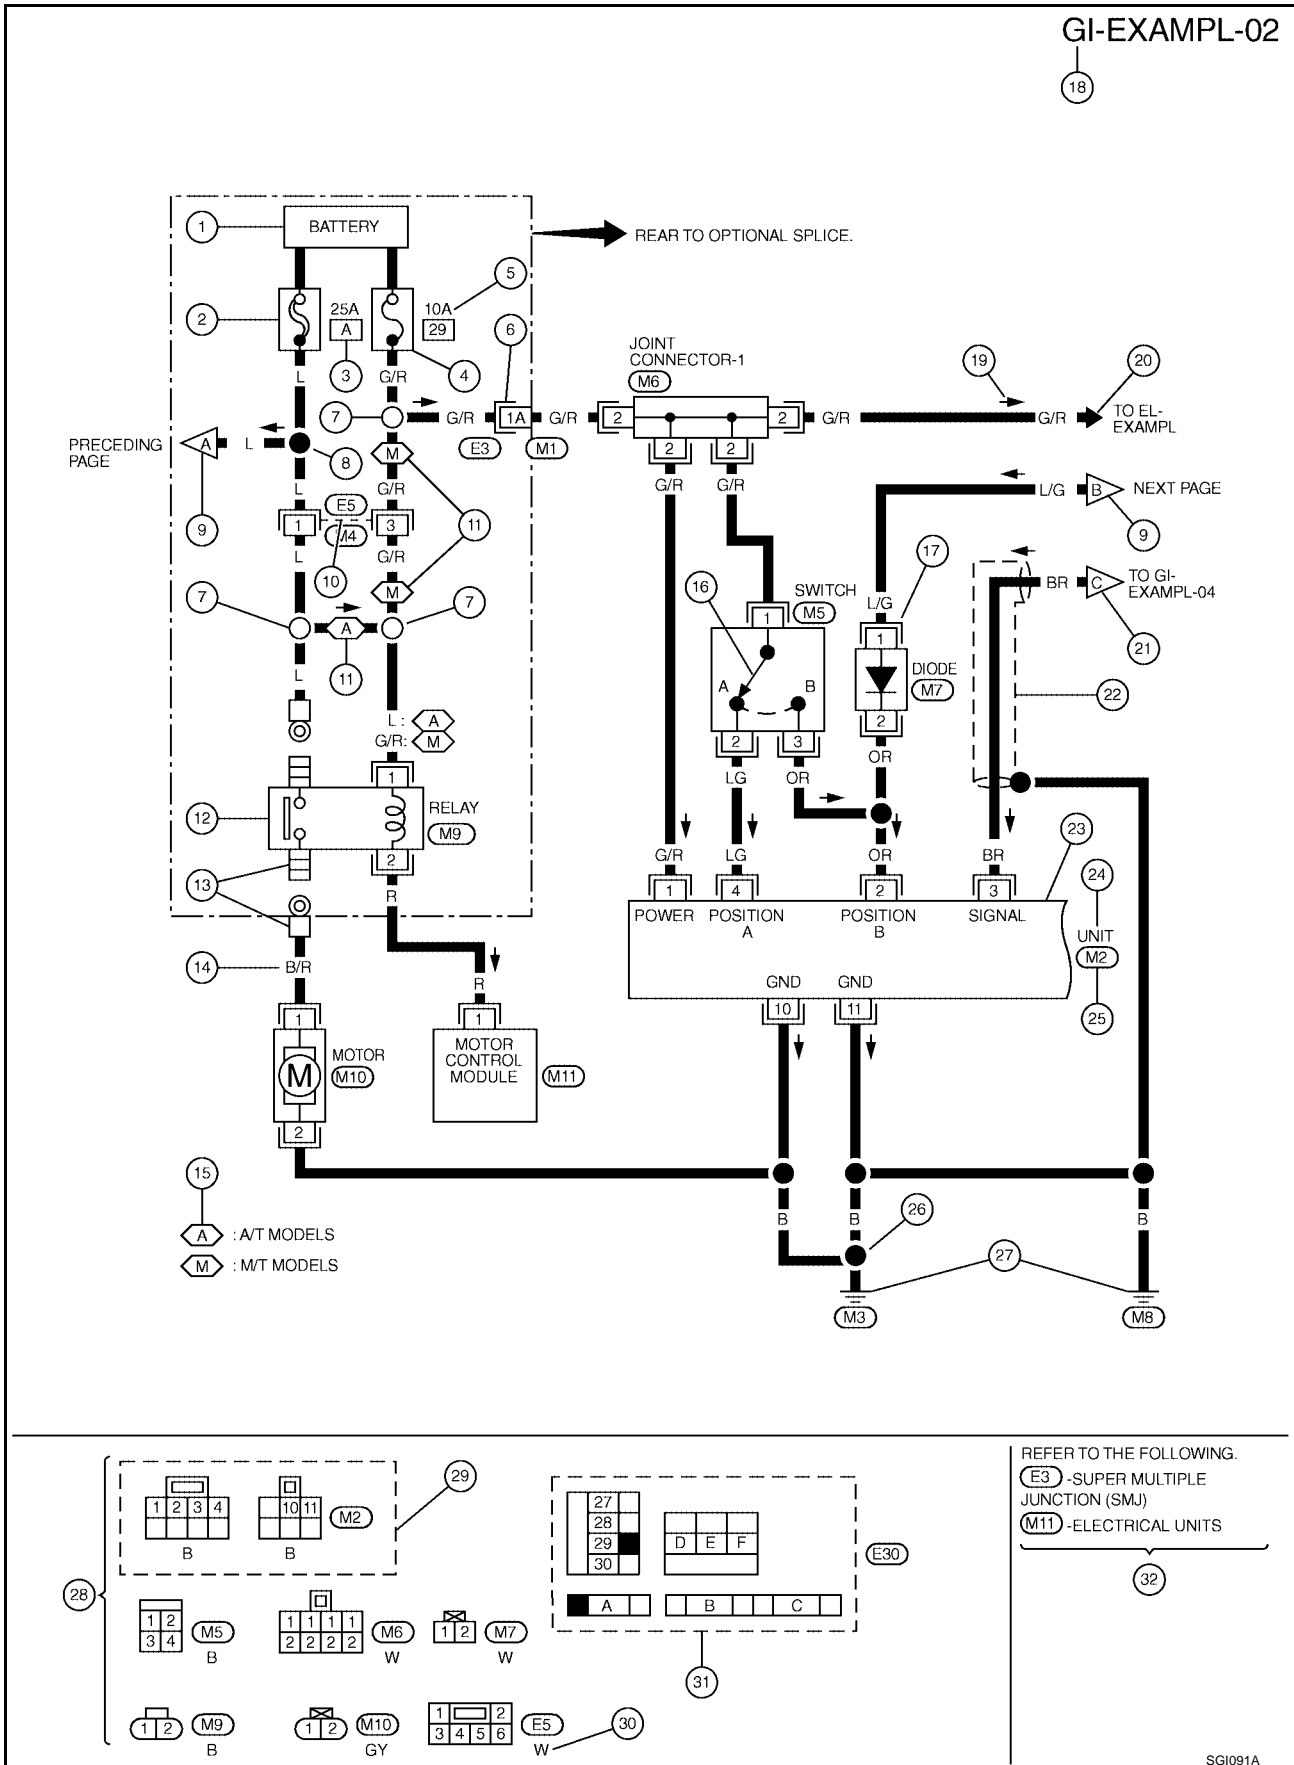 GI-EXAMPL-02
18
1
BATTERY
REAR TO OPTIONAL SPLICE.
5
2
25A
A
10A
29
6
3
4
L
G/R
JOINT
CONNECTOR-1
M6
19
20
7
G/R
1A
G/R
2
2
G/R
G/R
TO EL-
EXAMPL
E3
M1
PRECEDING
PAGE
A
L
8
M
2
2
L
G/R
G/R
G/R
L/G
B
NEXT PAGE
9
E5
11
9
1
3
M4
17
L
G/R
10
16
BR
C
TO GI-
EXAMPL-04
M
SWITCH
M5
L/G
7
7
1
1
A
21
L
11
A
B
DIODE
M7
22
L :
A
G/R:
M
2
3
2
1
LG
OR
OR
12
RELAY
M9
23
2
G/R
LG
OR
BR
13
R
1
4
2
3
24
POWER
POSITION
A
POSITION
B
SIGNAL
UNIT
M2
14
B/R
R
GND
GND
1
1
10
11
25
M
MOTOR
M10
MOTOR
CONTROL
MODULE
M11
2
15
B
B
26
B
A
: A/T MODELS
M
: M/T MODELS
27
M3
M8
28
1 2 3 4
10 11
M2
B
B
29
27
28
29
30
D E F
E30
A
B
C
31
REFER TO THE FOLLOWING.
E3 -SUPER MULTIPLE
JUNCTION (SMJ)
M11 -ELECTRICAL UNITS
32
1 2
3 4
M5
B
1 1 1 1
2 2 2 2
M6
W
1 2
M7
W
1 2
M9
B
1 2
M10
GY
1 2
3 4 5 6
E5
W
30
SGI091A